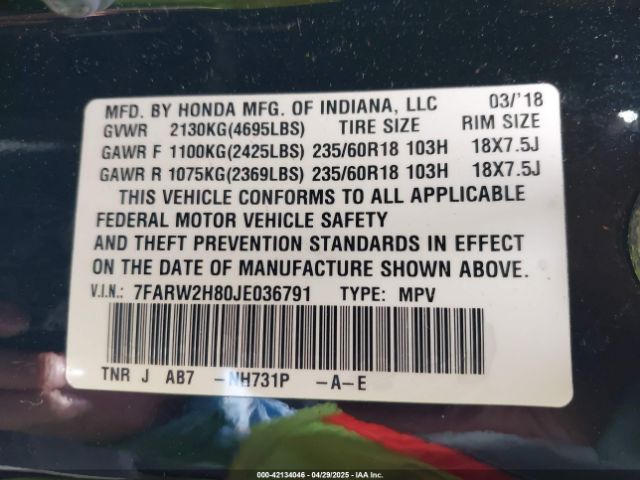 MFD. BY HONDA MFG. OF INDIANA, LLC 03/'18
GVWR 2130KG(4695LBS) TIRE SIZE RIM SIZE
GAWR F 1100KG(2425LBS) 235/60R18 103H 18X7.5J
GAWR R 1075KG(2369LBS) 235/60R18 103H 18X7.5J
THIS VEHICLE CONFORMS TO ALL APPLICABLE
FEDERAL MOTOR VEHICLE SAFETY
AND THEFT PREVENTION STANDARDS IN EFFECT
ON THE DATE OF MANUFACTURE SHOWN ABOVE.
V.I.N.: 7FARW2H80JE036791 TYPE: MPV
TNR J AB7 -NH731P -A-E
000-42134046 04/29/2025 IAAI Inc.